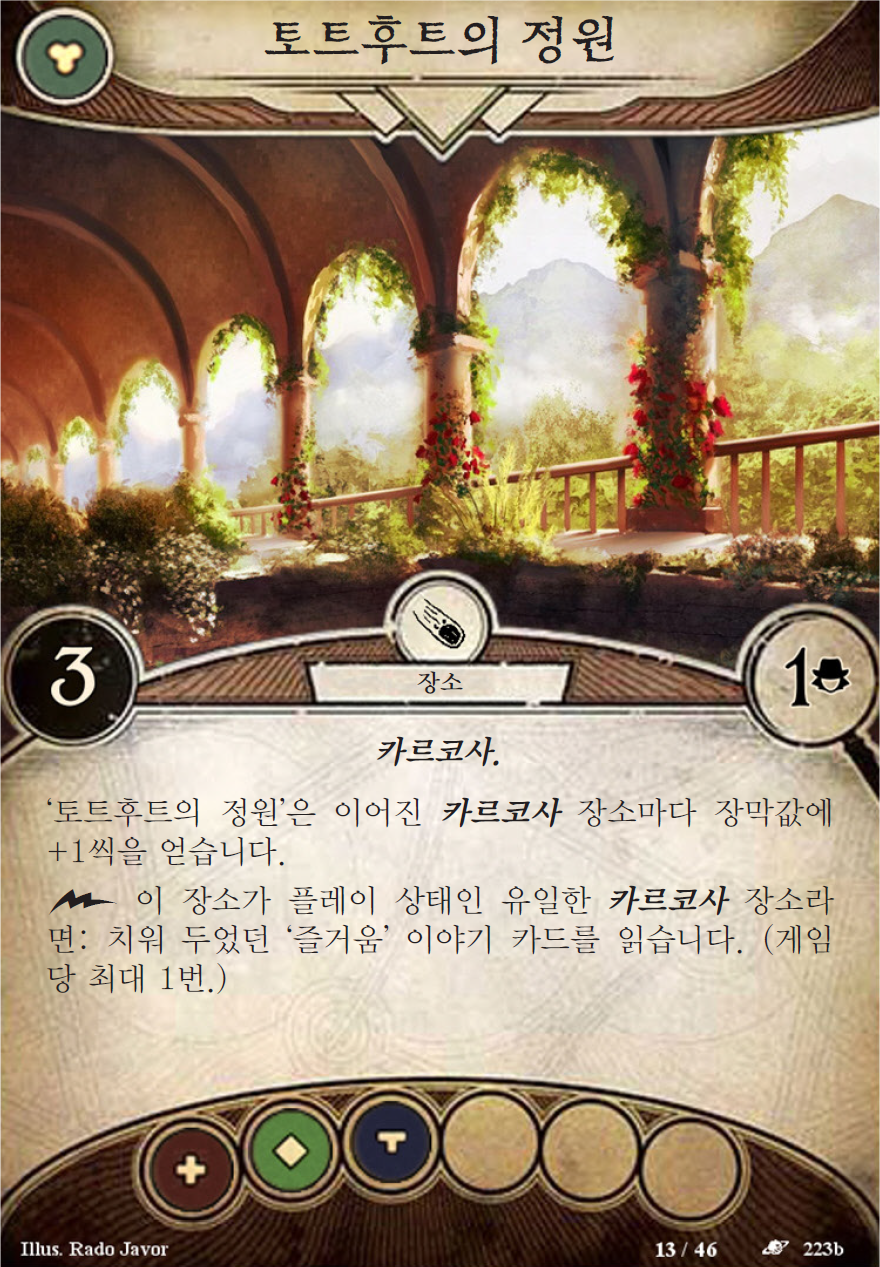 토트후트의 정원
3
장소
1
카르코사.
‘토트후트의 정원’은 이어진 카르코사 장소마다 장막값에
+1씩을 얻습니다.
이 장소가 플레이 상태인 유일한 카르코사 장소라
면: 치워 두었던 ‘즐거움’ 이야기 카드를 읽습니다. (게임
당 최대 1번.)
Illus. Rado Javor
13 / 46
223b